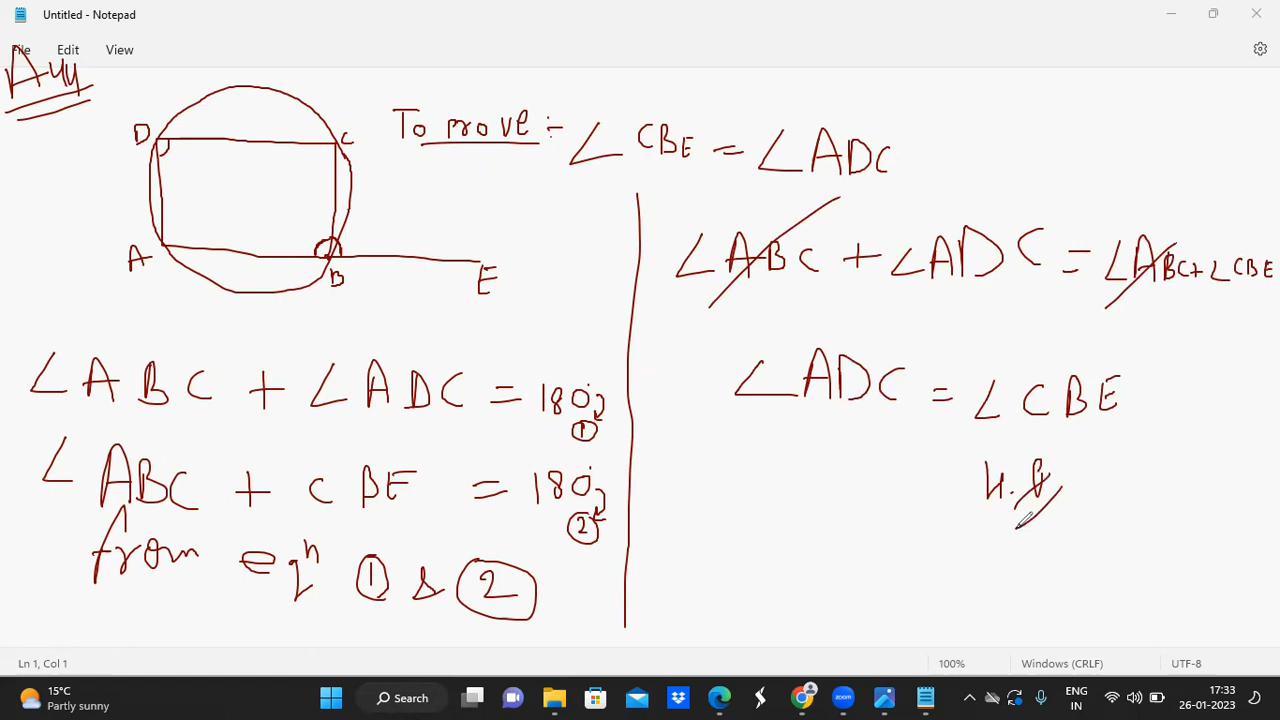 Untitled - Notepad
File Edit View
D
C
A
B
E
To prove :- ∠CBE = ∠ADC
∠ABC + ∠ADC = 180°
1
∠ABC + CBE = 180°
2
from eqn 1 & 2
∠ABC + ∠ADC = ∠ABC + ∠CBE
∠ADC = ∠CBE
Ln 1, Col 1
100%
Windows (CRLF)
UTF-8
15°C
Partly sunny
Search
ENG
IN
17:33
26-01-2023